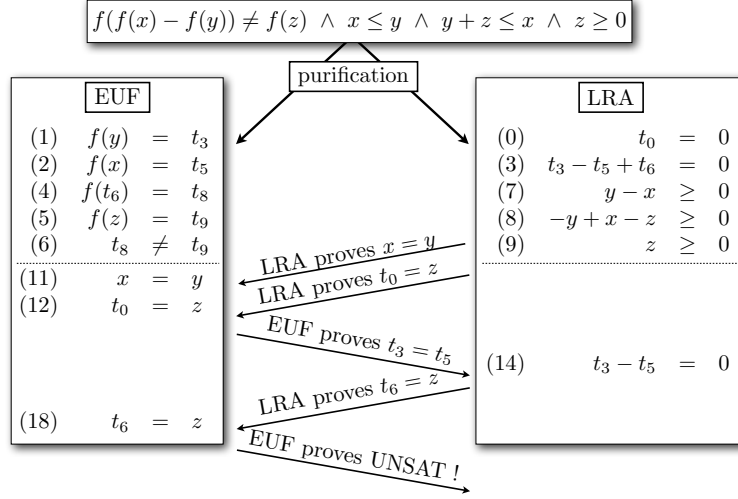 f(f(x) − f(y)) ≠ f(z) ∧ x ≤ y ∧ y + z ≤ x ∧ z ≥ 0
purification
EUF
(1) f(y) = t₃
(2) f(x) = t₅
(4) f(t₆) = t₈
(5) f(z) = t₉
(6) t₈ ≠ t₉
(11) x = y
(12) t₀ = z
(18) t₆ = z
LRA proves x = y
LRA proves t₀ = z
EUF proves t₃ = t₅
LRA proves t₆ = z
EUF proves UNSAT !
LRA
(0) t₀ = 0
(3) t₃ − t₅ + t₆ = 0
(7) y − x ≥ 0
(8) −y + x − z ≥ 0
(9) z ≥ 0
(14) t₃ − t₅ = 0